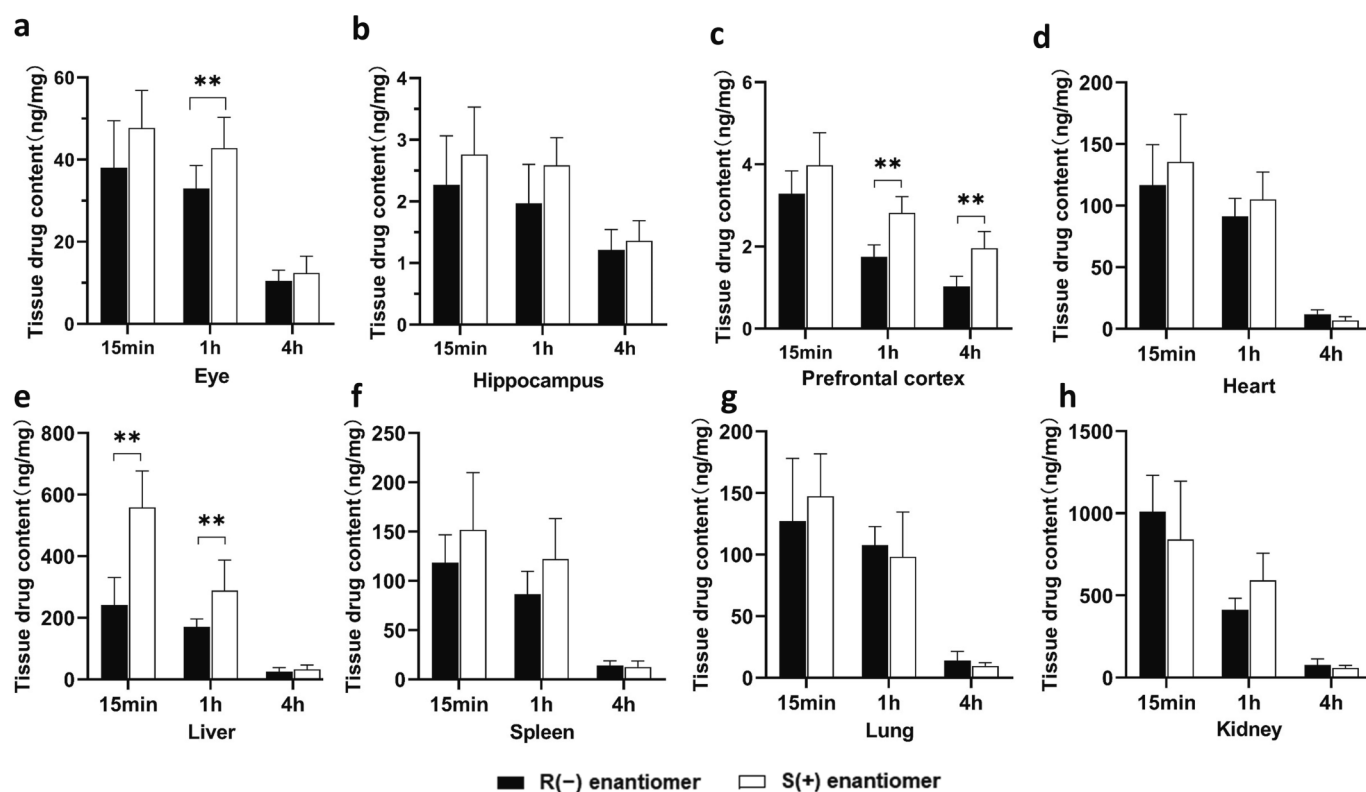 a
Tissue drug content(ng/mg)
60
40
20
0
**
15min 1h 4h
Eye
b
Tissue drug content(ng/mg)
4
3
2
1
0
15min 1h 4h
Hippocampus
c
Tissue drug content(ng/mg)
6
4
2
0
**
**
15min 1h 4h
Prefrontal cortex
d
Tissue drug content(ng/mg)
200
150
100
50
0
15min 1h 4h
Heart
e
Tissue drug content(ng/mg)
800
600
400
200
0
**
**
15min 1h 4h
Liver
f
Tissue drug content(ng/mg)
250
200
150
100
50
0
15min 1h 4h
Spleen
g
Tissue drug content(ng/mg)
200
150
100
50
0
15min 1h 4h
Lung
h
Tissue drug content(ng/mg)
1500
1000
500
0
15min 1h 4h
Kidney
R(−) enantiomer S(+) enantiomer